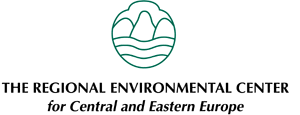 THE REGIONAL ENVIRONMENTAL CENTER
for Central and Eastern Europe